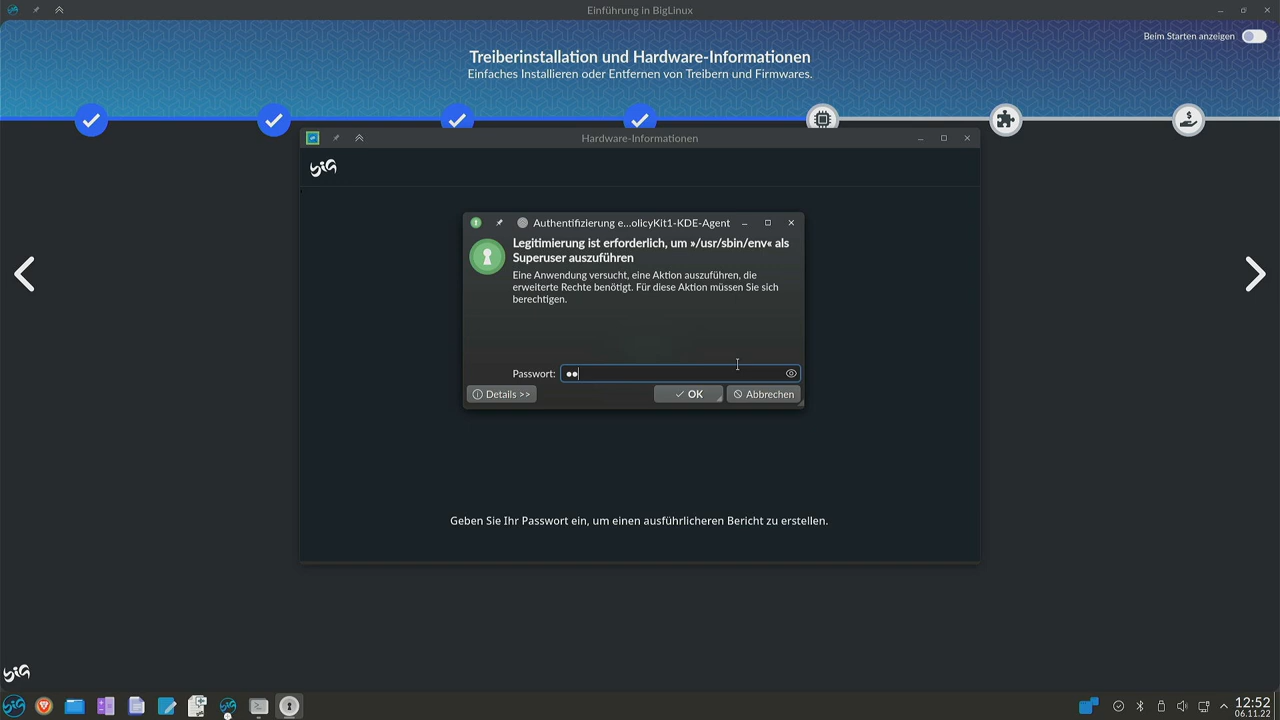 Einführung in BigLinux
Beim Starten anzeigen
Treiberinstallation und Hardware-Informationen
Einfaches Installieren oder Entfernen von Treibern und Firmwares.
Hardware-Informationen
biG
Authentifizierung e...olicyKit1-KDE-Agent
Legitimierung ist erforderlich, um »/usr/sbin/env« als
Superuser auszuführen
Eine Anwendung versucht, eine Aktion auszuführen, die
erweiterte Rechte benötigt. Für diese Aktion müssen Sie sich
berechtigen.
Passwort: ●●
Details >>
OK
Abbrechen
Geben Sie Ihr Passwort ein, um einen ausführlicheren Bericht zu erstellen.
biG
12:52
06.11.22